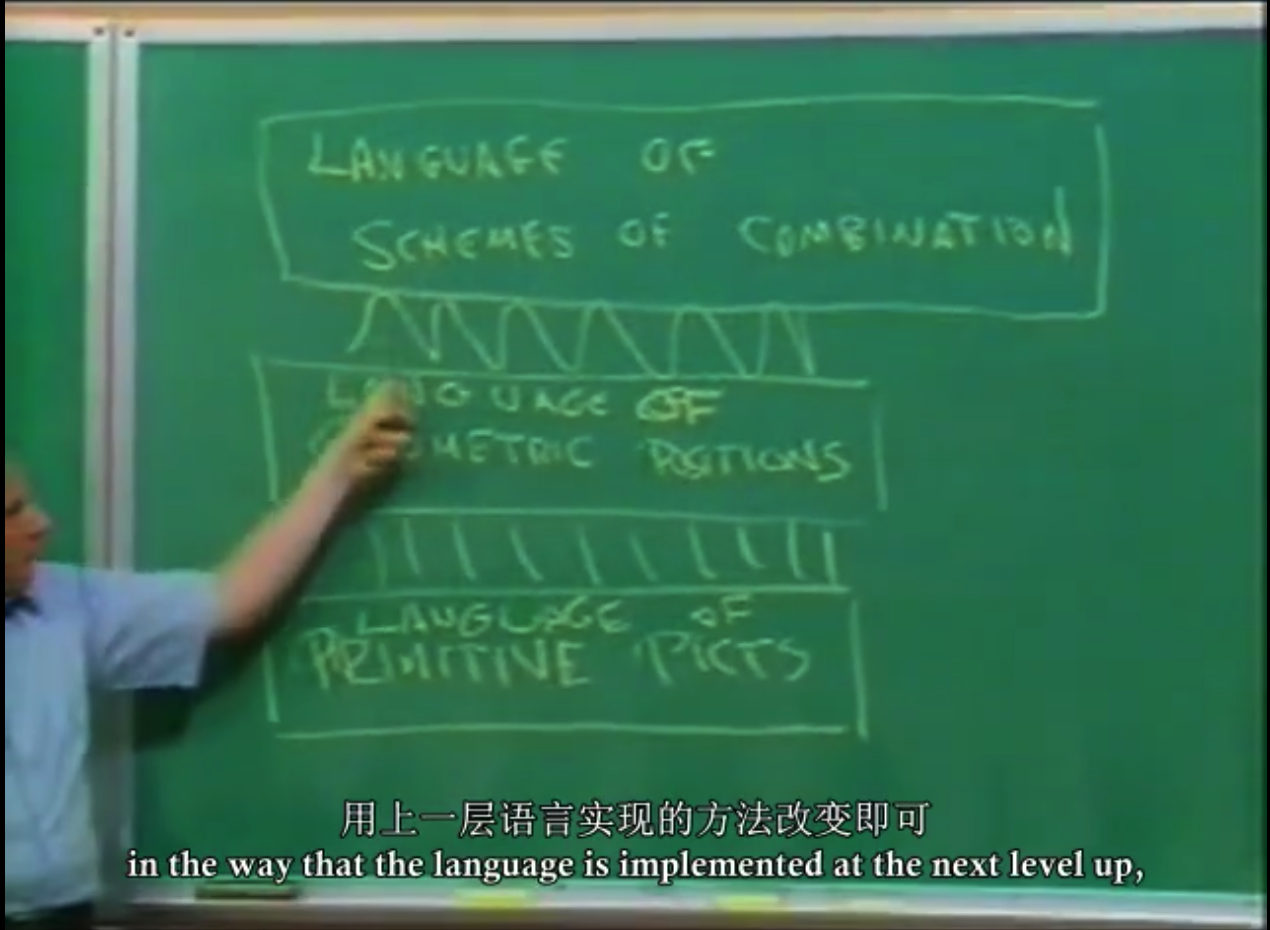 LANGUAGE OF
SCHEMES OF COMBINATION
LANGUAGE OF
OMETRIC POSITIONS
LANGUAGE OF
PRIMITIVE PICTS
用上一层语言实现的方法改变即可
in the way that the language is implemented at the next level up,